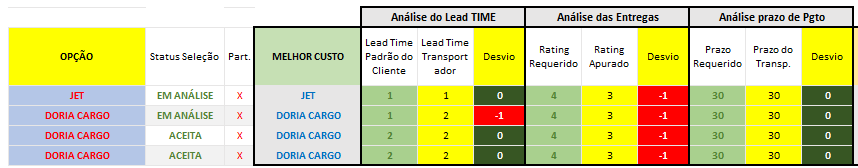 Análise do Lead TIME Análise das Entregas Análise prazo de Pgto
OPÇÃO Status Seleção Part. MELHOR CUSTO Lead Time Padrão do Cliente Lead Time Transport ador Desvio Rating Requerido Rating Apurado Desvio Prazo Requerido Prazo do Transp. Desvio
JET EM ANÁLISE X JET 1 1 0 4 3 -1 30 30 0
DORIA CARGO EM ANÁLISE X DORIA CARGO 1 2 -1 4 3 -1 30 30 0
DORIA CARGO ACEITA X DORIA CARGO 2 2 0 4 3 -1 30 30 0
DORIA CARGO ACEITA X DORIA CARGO 2 2 0 4 3 -1 30 30 0